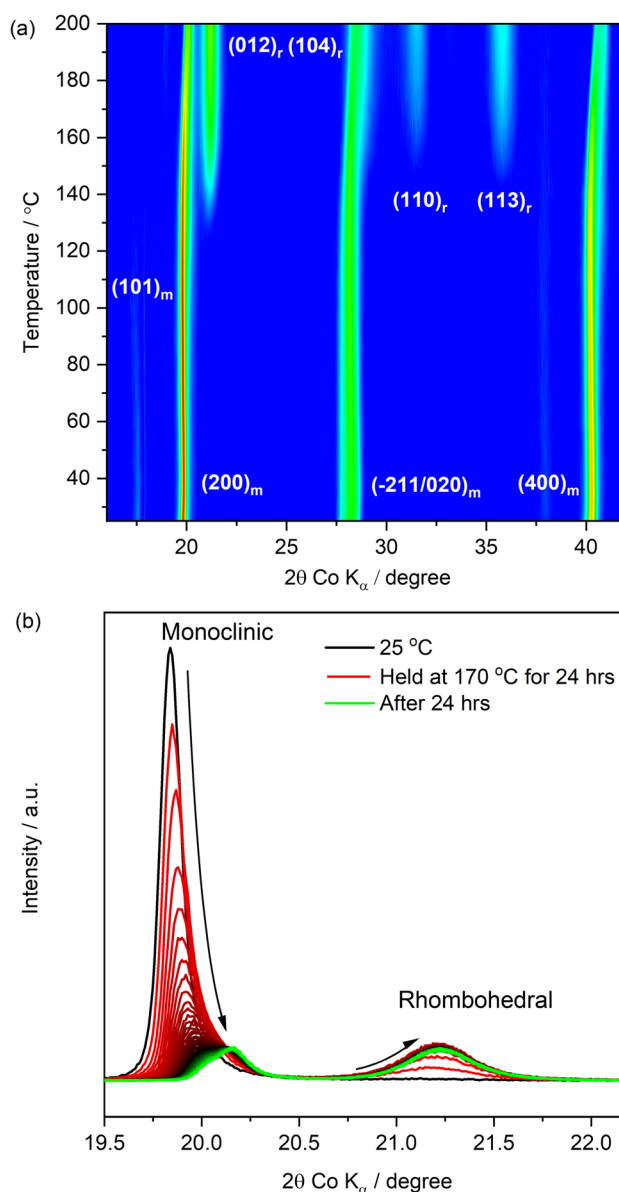 (a)
200
180
160
140
120
100
80
60
40
Temperature / °C
(012)r (104)r
(110)r
(113)r
(101)m
(200)m
(-211/020)m
(400)m
20
25
30
35
40
2θ Co Kα / degree
(b)
Monoclinic
25 °C
Held at 170 °C for 24 hrs
After 24 hrs
Intensity / a.u.
Rhombohedral
19.5
20.0
20.5
21.0
21.5
22.0
2θ Co Kα / degree